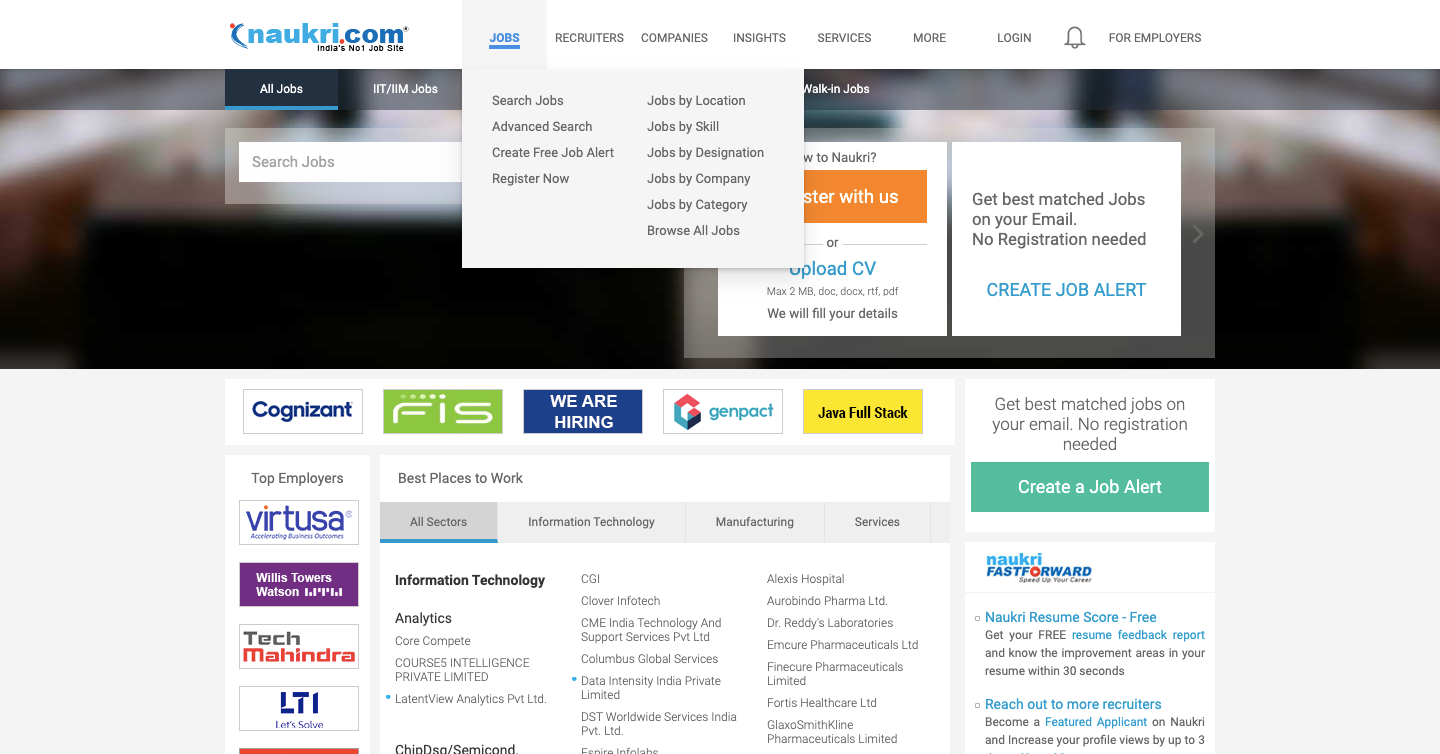 naukri.com
India's No1 Job Site
JOBS
RECRUITERS
COMPANIES
INSIGHTS
SERVICES
MORE
LOGIN
FOR EMPLOYERS
All Jobs
IIT/IIM Jobs
Walk-in Jobs
Search Jobs
Advanced Search
Create Free Job Alert
Register Now
Jobs by Location
Jobs by Skill
Jobs by Designation
Jobs by Company
Jobs by Category
Browse All Jobs
Search Jobs
to Naukri?
with us
or
Upload CV
Max 2 MB, doc, docx, rtf, pdf
We will fill your details
Get best matched Jobs
on your Email.
No Registration needed
CREATE JOB ALERT
Cognizant
FIS
WE ARE
HIRING
genpact
Java Full Stack
Get best matched jobs on
your email. No registration
needed
Create a Job Alert
Top Employers
virtusa
Accelerating Business Outcomes
Willis Towers
Watson
Tech
Mahindra
LTI
Let's Solve
Best Places to Work
All Sectors
Information Technology
Manufacturing
Services
Information Technology
Analytics
Core Compete
COURSE5 INTELLIGENCE
PRIVATE LIMITED
LatentView Analytics Pvt Ltd.
ChipDsg/Semicond.
CGI
Clover Infotech
CME India Technology And
Support Services Pvt Ltd
Columbus Global Services
Data Intensity India Private
Limited
DST Worldwide Services India
Pvt. Ltd.
Espire Infolabs
Alexis Hospital
Aurobindo Pharma Ltd.
Dr. Reddy's Laboratories
Emcure Pharmaceuticals Ltd
Finecure Pharmaceuticals
Limited
Fortis Healthcare Ltd
GlaxoSmithKline
Pharmaceuticals Limited
naukri
FASTFORWARD
Speed Up Your Career
Naukri Resume Score - Free
Get your FREE resume feedback report
and know the improvement areas in your
resume within 30 seconds
Reach out to more recruiters
Become a Featured Applicant on Naukri
and Increase your profile views by up to 3